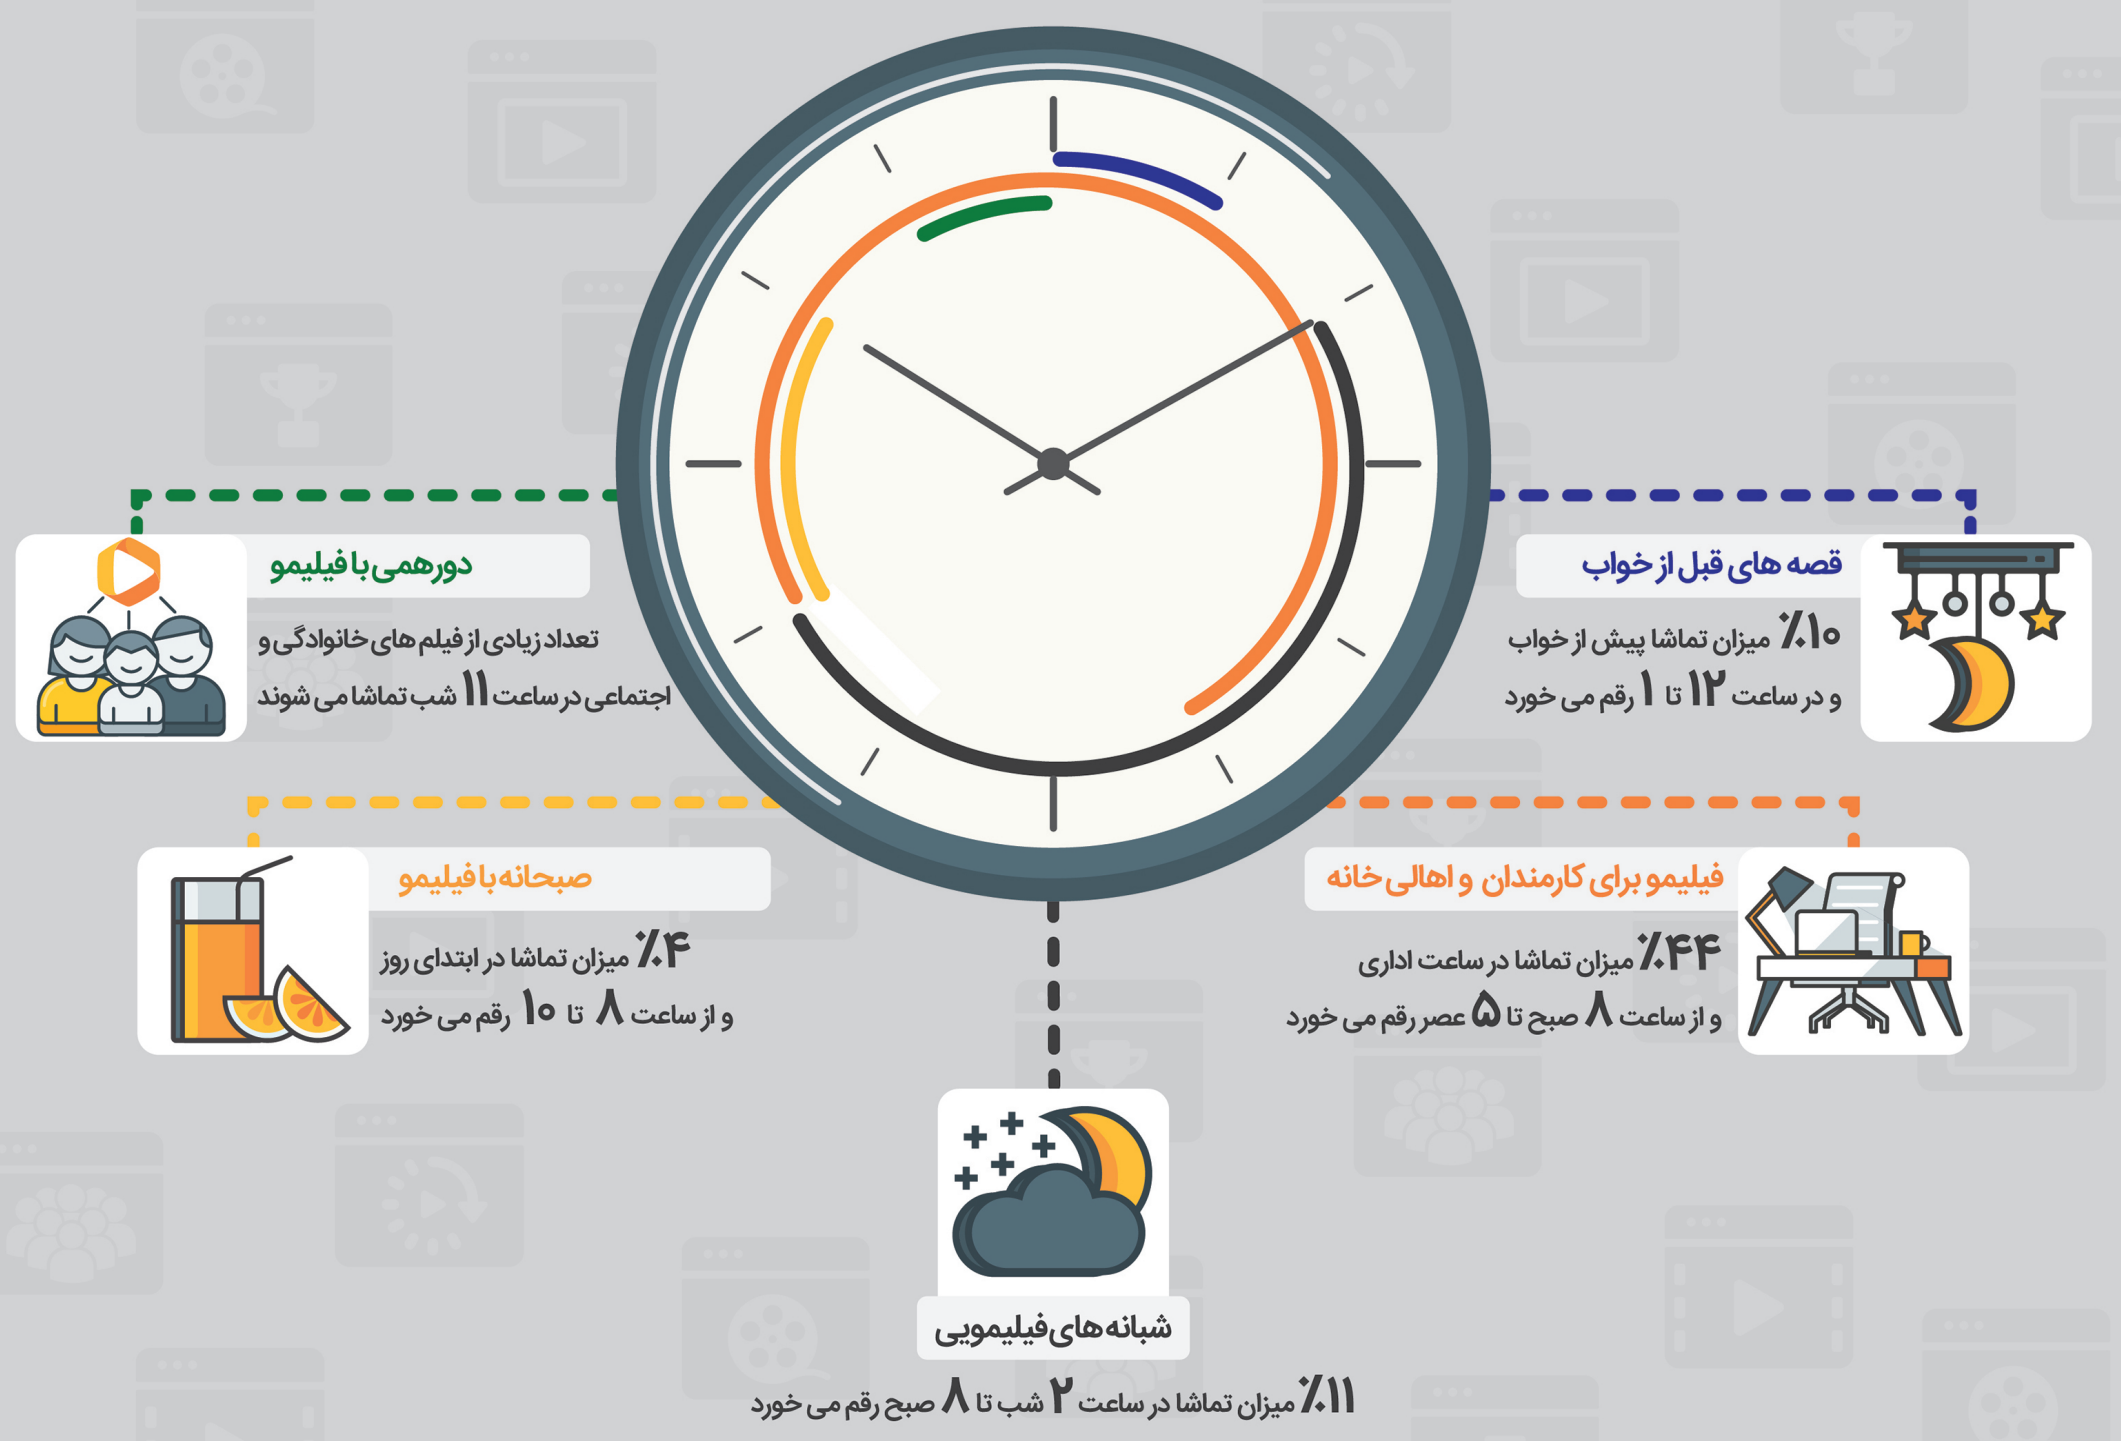 قصه های قبل از خواب
٪۱۰ میزان تماشا پیش از خواب
و در ساعت ۱۲ تا ۱ رقم می خورد
دورهمی با فیلیمو
تعداد زیادی از فیلم های خانوادگی و
اجتماعی در ساعت ۱۱ شب تماشا می شوند
فیلیمو برای کارمندان و اهالی خانه
٪۴۴ میزان تماشا در ساعت اداری
و از ساعت ۸ صبح تا ۵ عصر رقم می خورد
صبحانه با فیلیمو
٪۴ میزان تماشا در ابتدای روز
و از ساعت ۸ تا ۱۰ رقم می خورد
شبانه های فیلیمویی
٪۱۱ میزان تماشا در ساعت ۲ شب تا ۸ صبح رقم می خورد